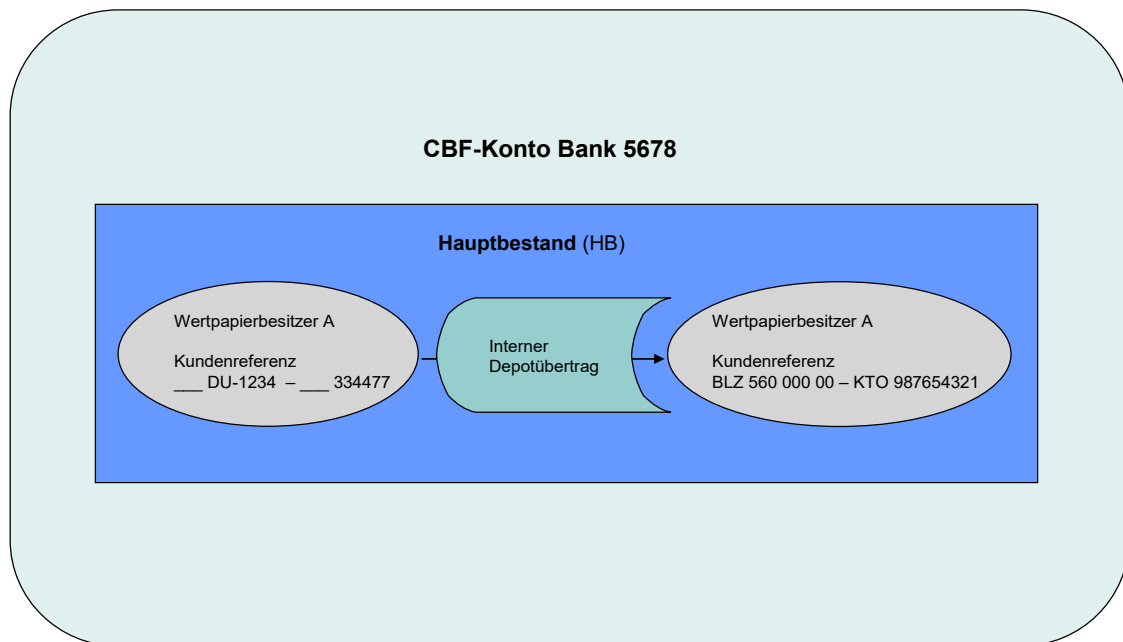 CBF-Konto Bank 5678
Hauptbestand (HB)
Wertpapierbesitzer A
Kundenreferenz
___ DU-1234 – ___ 334477
Interner
Depotübertrag
Wertpapierbesitzer A
Kundenreferenz
BLZ 560 000 00 – KTO 987654321